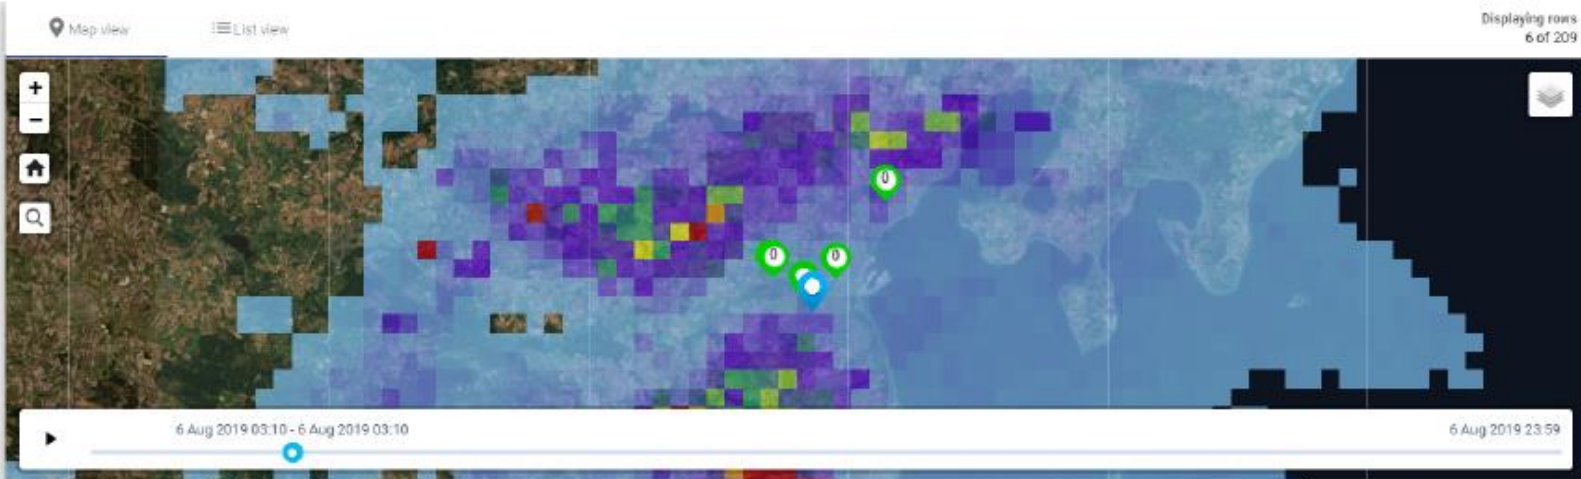 Map view
List view
Displaying rows
6 of 209
+
−
0
0
0
6 Aug 2019 03:10 - 6 Aug 2019 03:10
6 Aug 2019 23:59